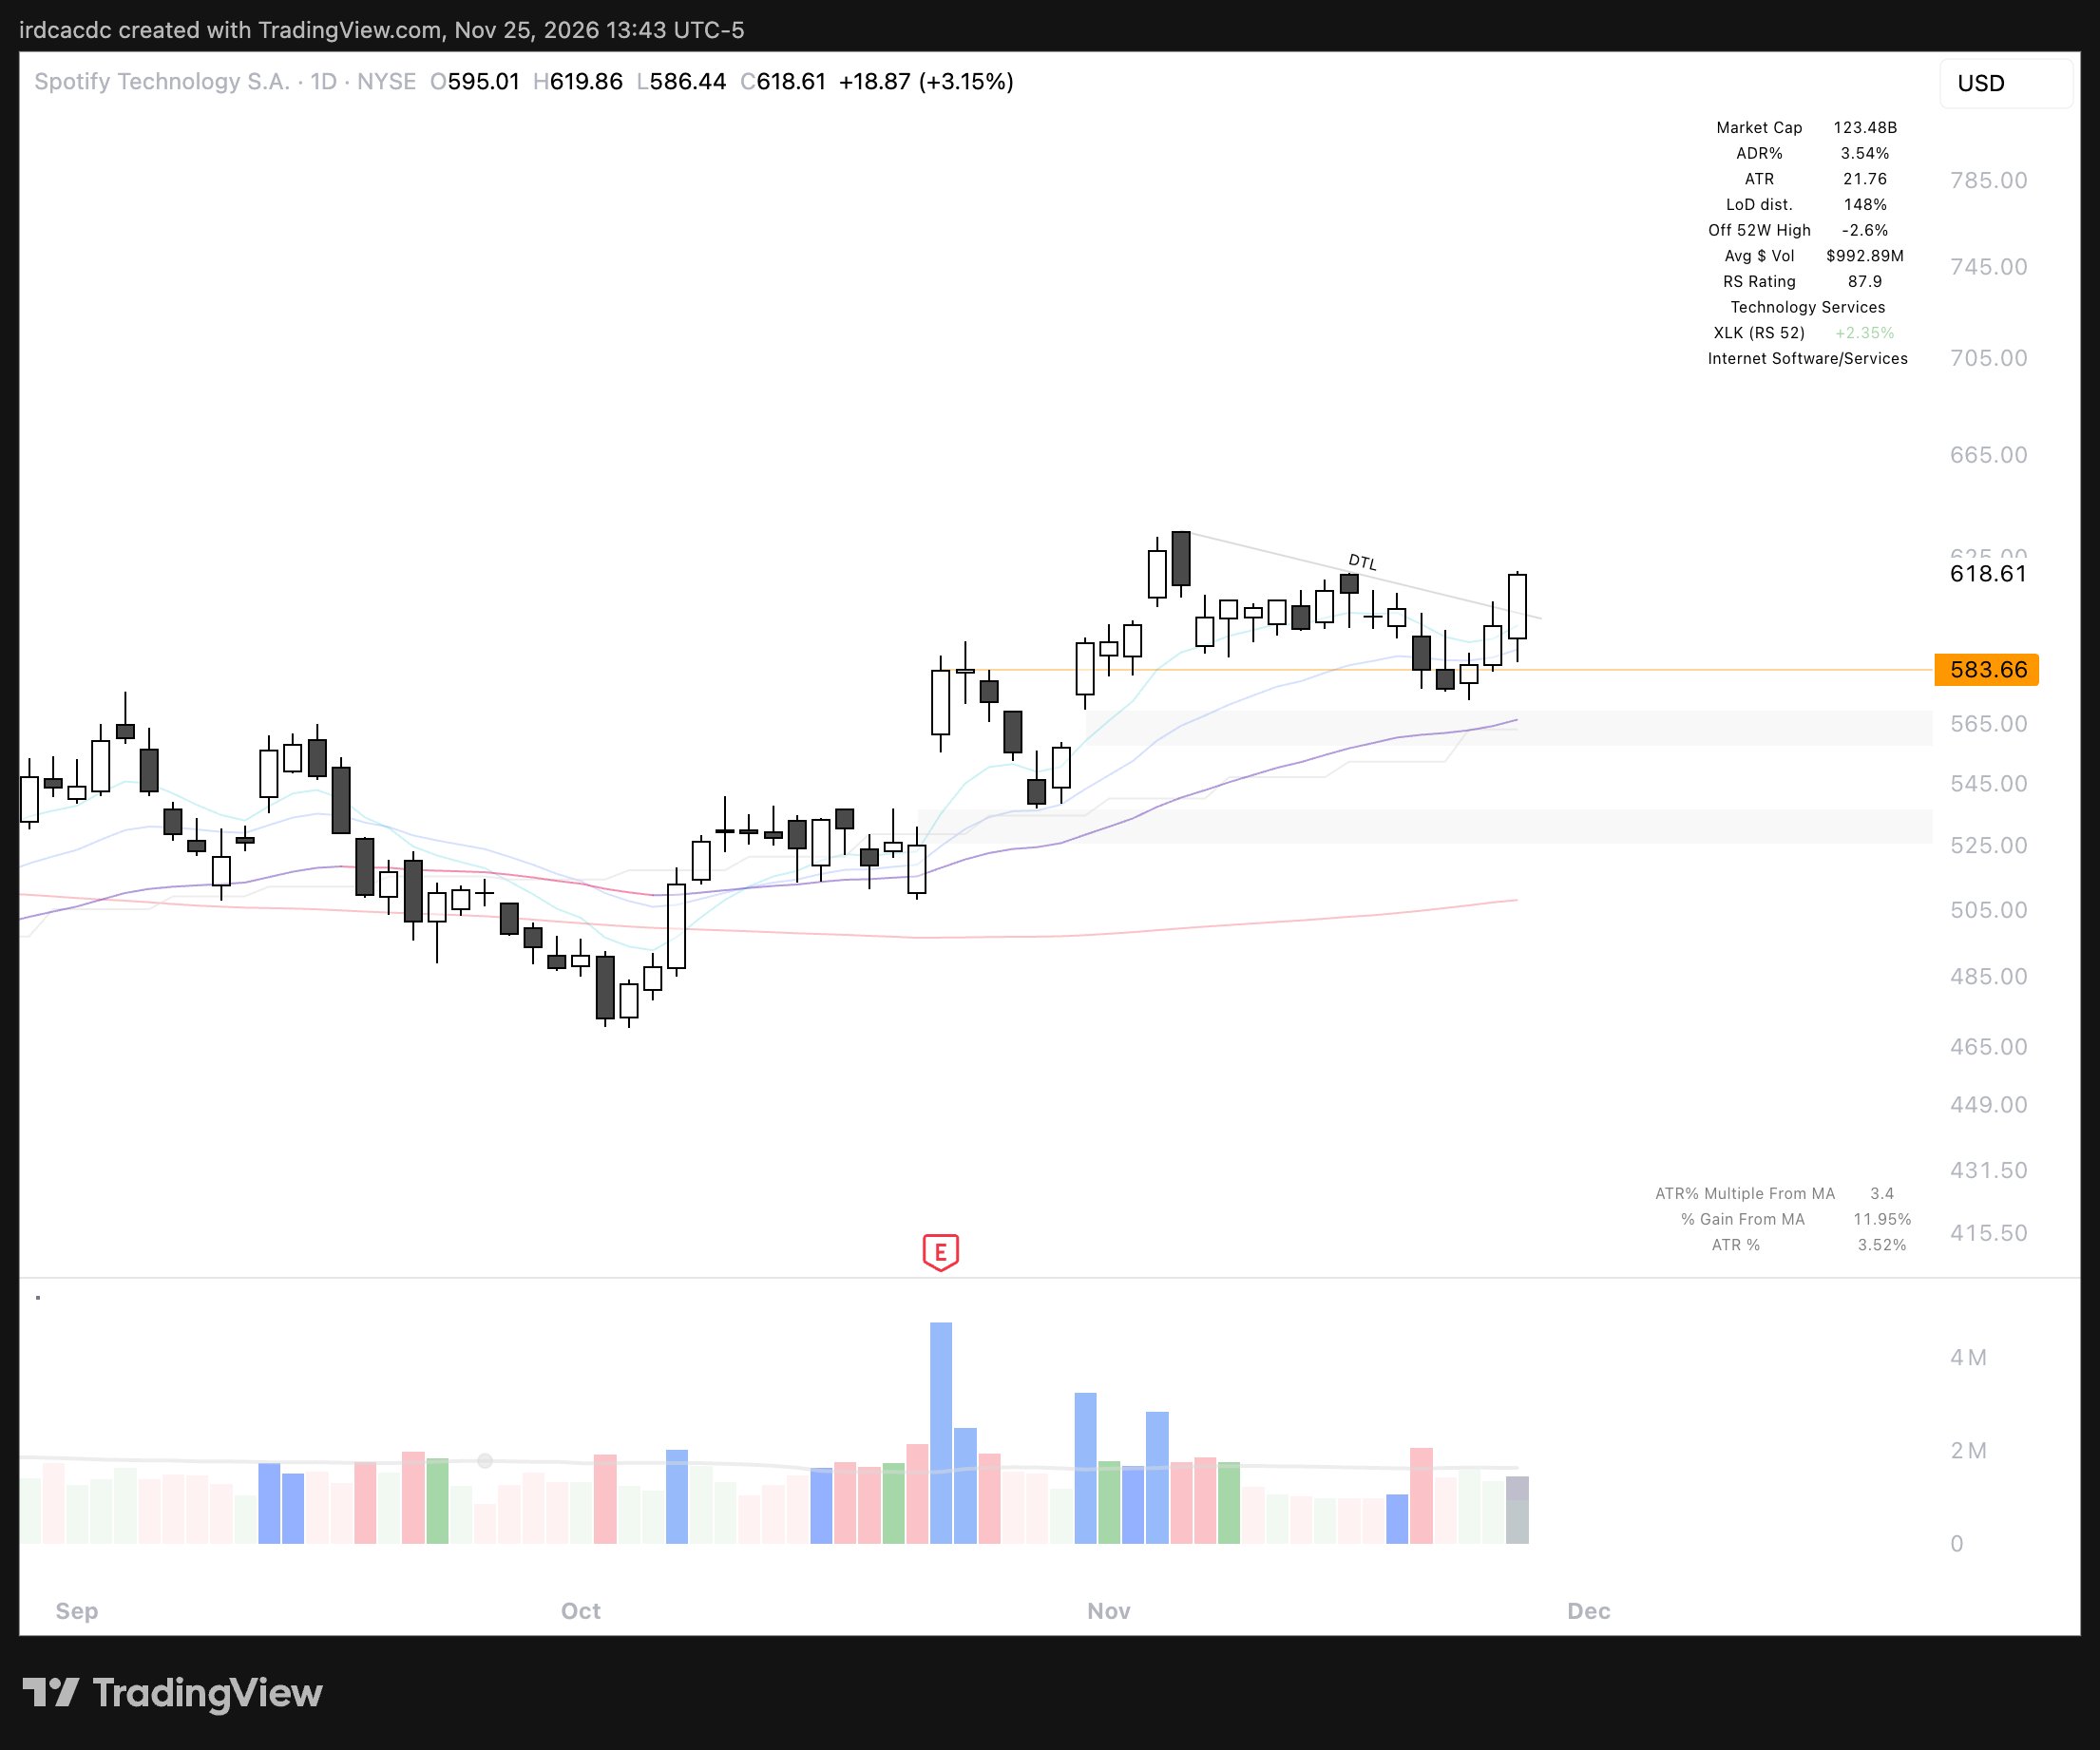 irdcacdc created with TradingView.com, Nov 25, 2026 13:43 UTC-5
Spotify Technology S.A. · 1D · NYSE O595.01 H619.86 L586.44 C618.61 +18.87 (+3.15%)
USD
Market Cap 123.48B
ADR% 3.54%
ATR 21.76
LoD dist. 148%
Off 52W High -2.6%
Avg $ Vol $992.89M
RS Rating 87.9
Technology Services
XLK (RS 52) +2.35%
Internet Software/Services
785.00
745.00
705.00
665.00
625.00
618.61
DTL
583.66
565.00
545.00
525.00
505.00
485.00
465.00
449.00
431.50
415.50
ATR% Multiple From MA 3.4
% Gain From MA 11.95%
ATR % 3.52%
E
4 M
2 M
0
Sep Oct Nov Dec
TradingView